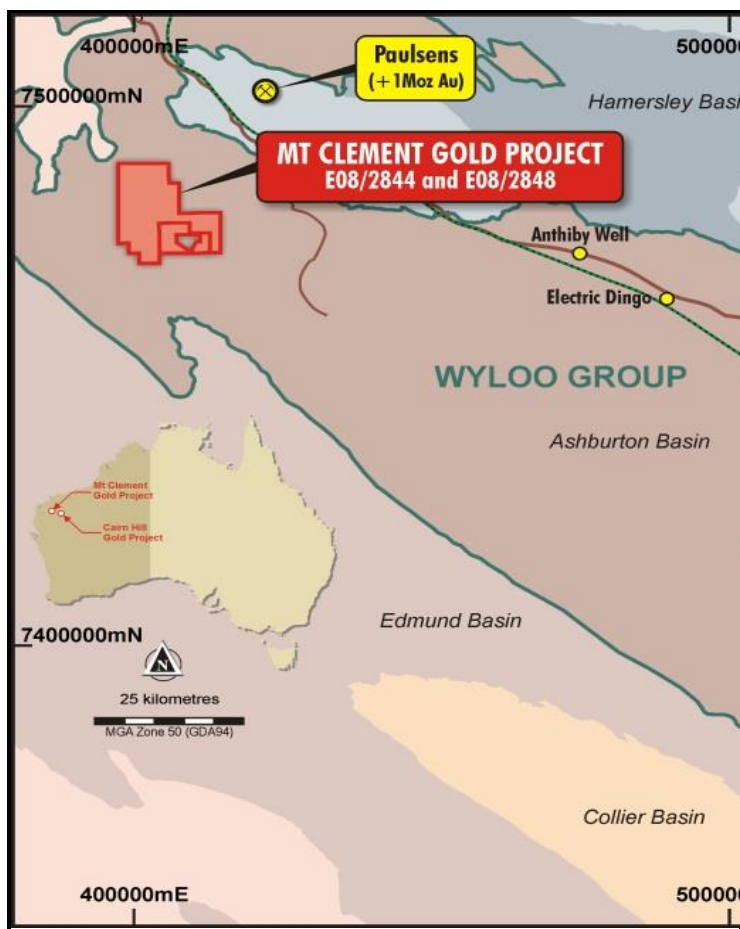 400000mE
500000
7500000mN
Paulsens
(+1Moz Au)
Hamersley Basi
MT CLEMENT GOLD PROJECT
E08/2844 and E08/2848
Anthiby Well
Electric Dingo
WYLOO GROUP
Ashburton Basin
Mt Clement
Gold Project
Cairn Hill
Gold Project
Edmund Basin
7400000mN
N
25 kilometres
MGA Zone 50 (GDA94)
Collier Basin
400000mE
500000